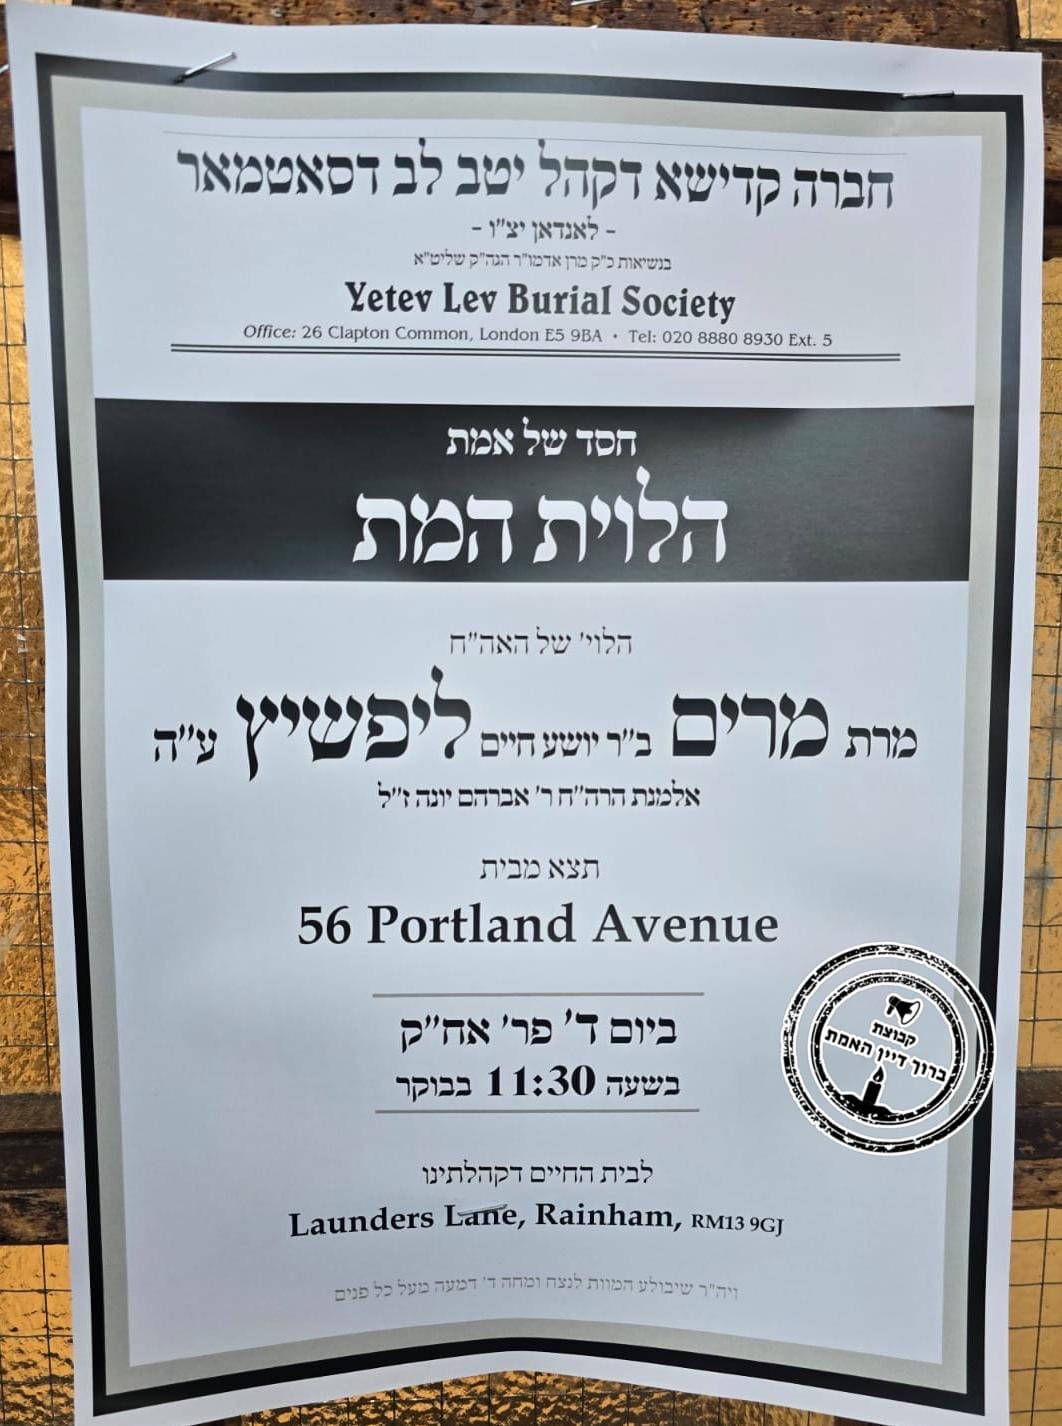 חברה קדישא דקהל יטב לב דסאטמאר
- לאנדאן יצ"ו -
בנשיאות כ"ק מרן אדמו"ר הגה"ק שליט"א
Yetev Lev Burial Society
Office: 26 Clapton Common, London E5 9BA • Tel: 020 8880 8930 Ext. 5
חסד של אמת
הלוית המת
הלוי' של האה"ח
מרת מרים ב"ר יושע חיים ליפשיץ ע"ה
אלמנת הרה"ח ר' אברהם יונה ז"ל
תצא מבית
56 Portland Avenue
ביום ד' פר' אח"ק
בשעה 11:30 בבוקר
לבית החיים דקהלתינו
Launders Lane, Rainham, RM13 9GJ
ויה"ר שיבולע המוות לנצח ומחה ד' דמעה מעל כל פנים
קבוצת
ברוך דיין האמת